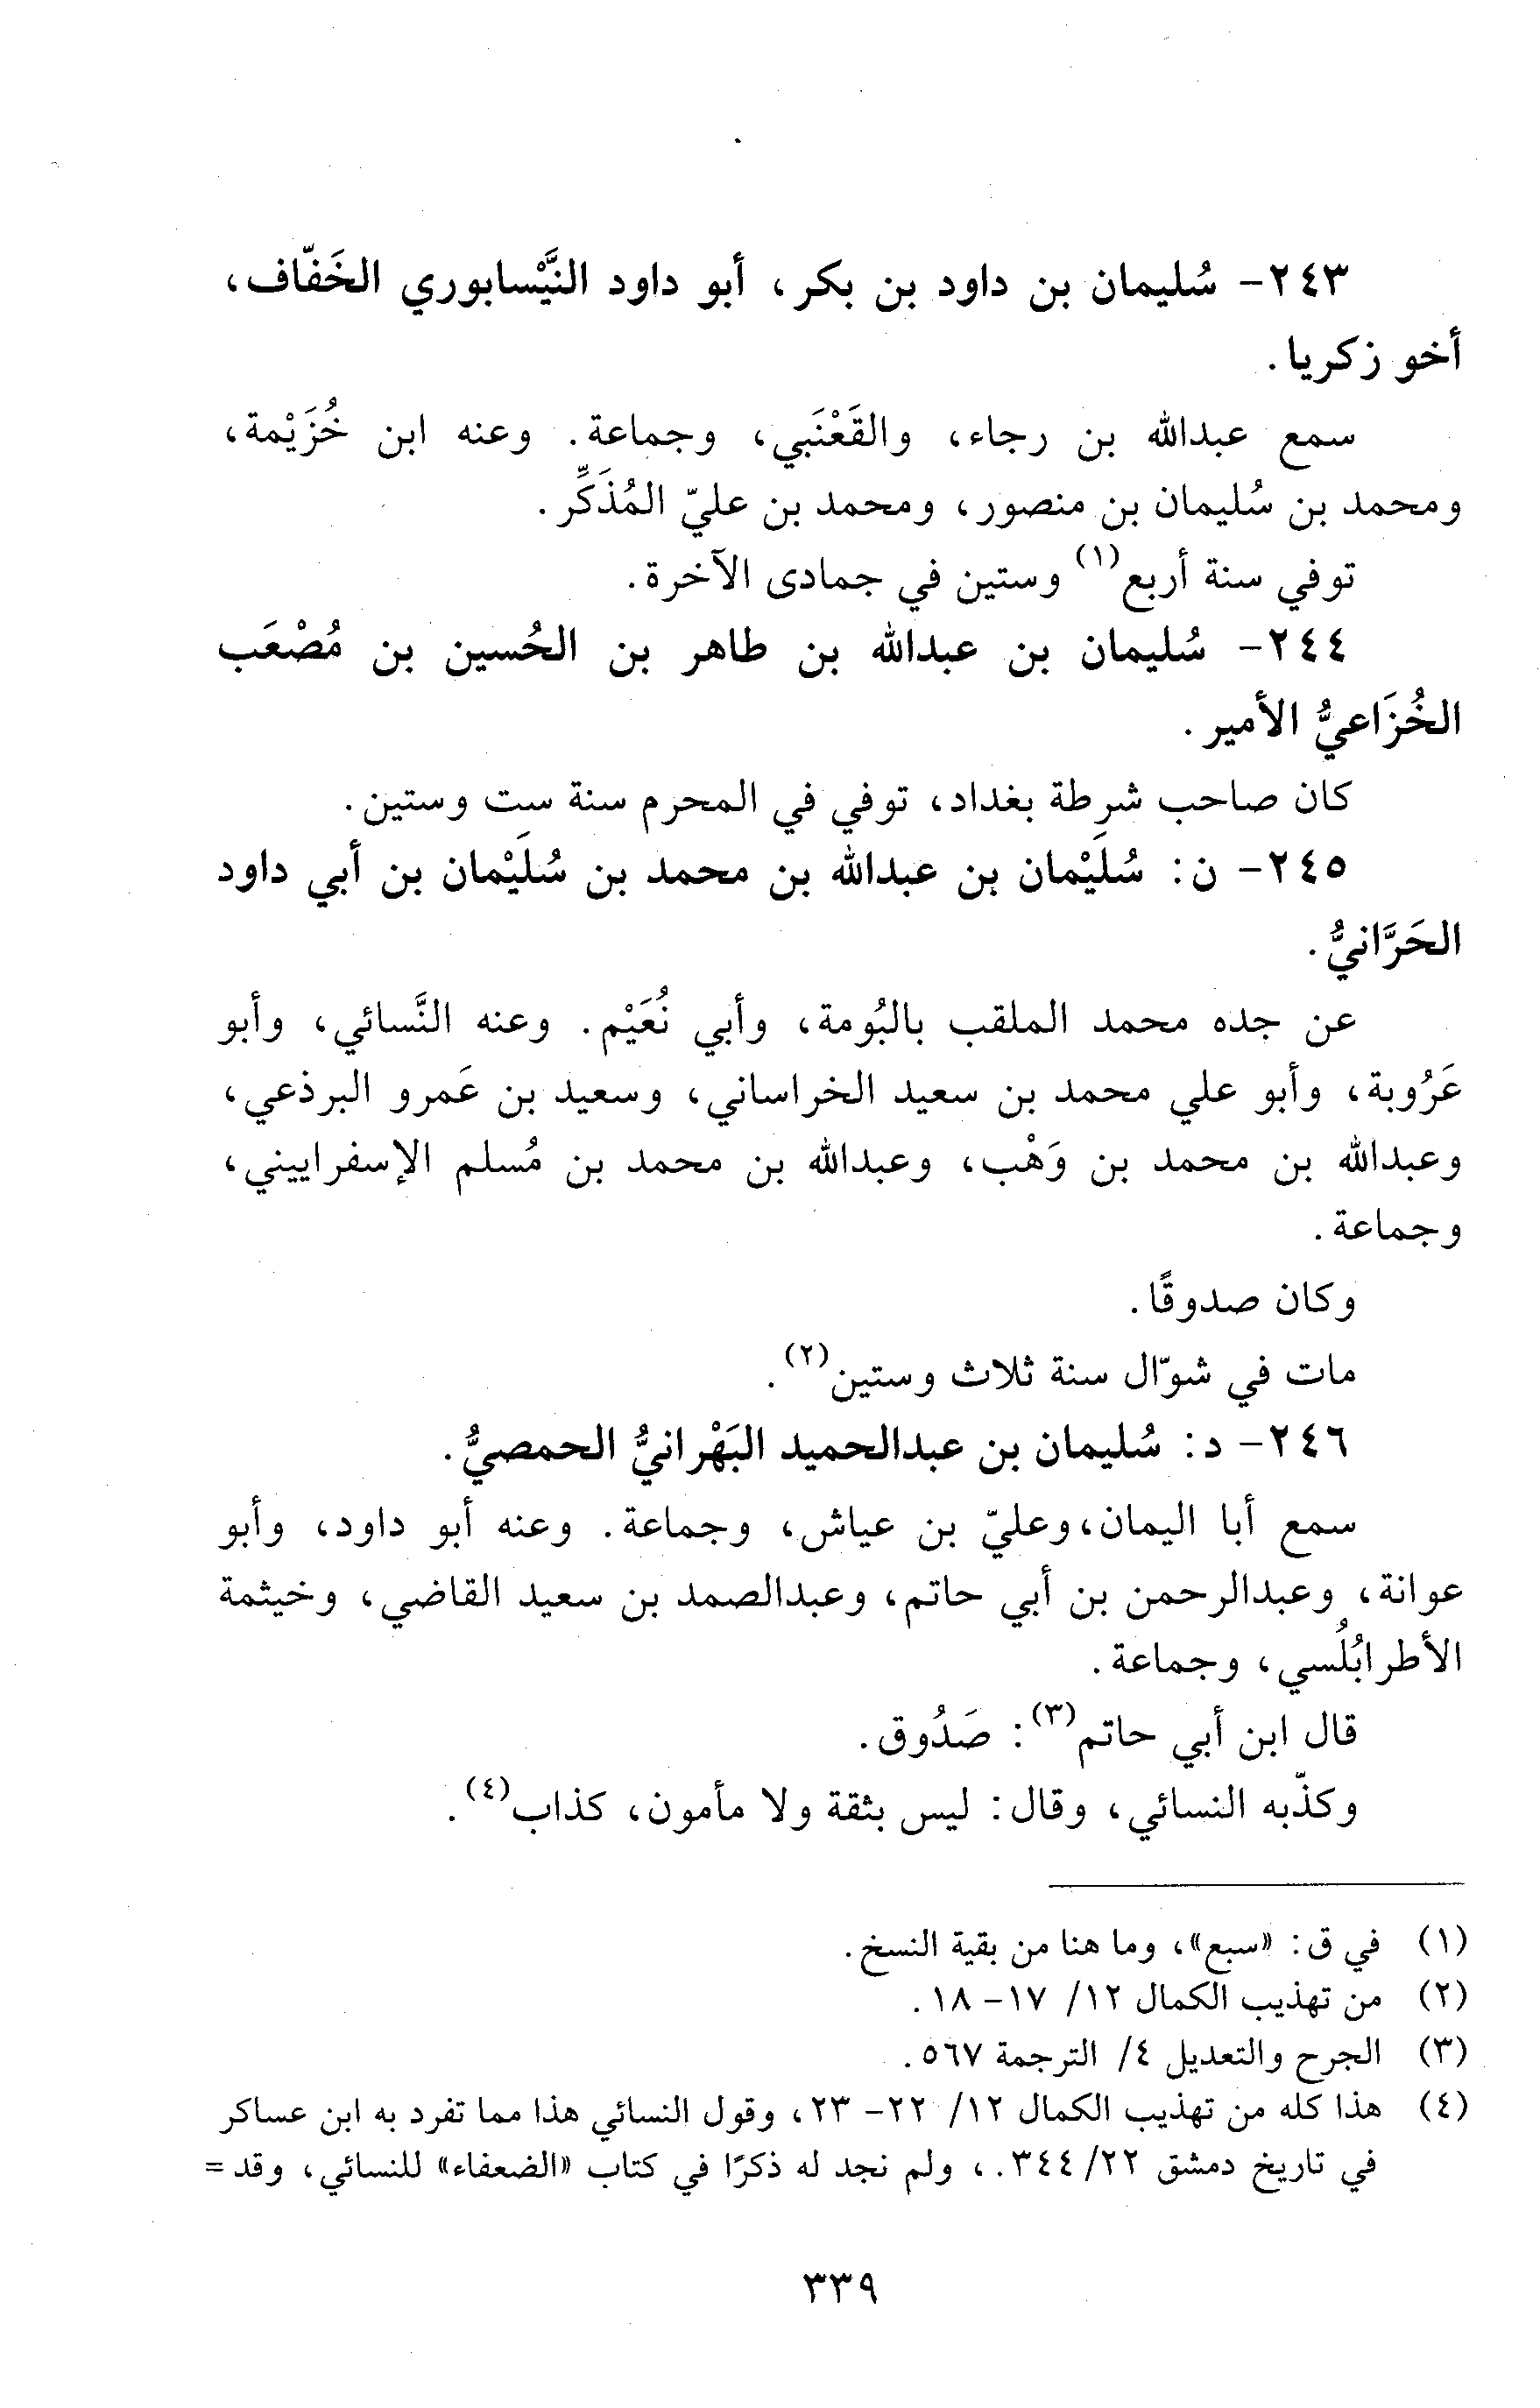 ٢٤٣- سُليمان بن داود بن بكر، أبو داود النَّيْسابوري الخَفّاف،
أخو زكريا.
سمع عبدالله بن رجاء، والقَعْنَبي، وجماعة. وعنه ابن خُزَيْمة،
ومحمد بن سُليمان بن منصور، ومحمد بن عليّ المُذَكِّر.
توفي سنة أربع(١) وستين في جمادى الآخرة.
٢٤٤- سُليمان بن عبدالله بن طاهر بن الحُسين بن مُصْعَب
الخُزَاعيُّ الأمير.
كان صاحب شرطة بغداد، توفي في المحرم سنة ست وستين.
٢٤٥- ن: سُلَيْمان بن عبدالله بن محمد بن سُلَيْمان بن أبي داود
الحَرَّانيُّ.
عن جده محمد الملقب بالبُومة، وأبي نُعَيْم. وعنه النَّسائي، وأبو
عَرُوبة، وأبو علي محمد بن سعيد الخراساني، وسعيد بن عَمرو البرذعي،
وعبدالله بن محمد بن وَهْب، وعبدالله بن محمد بن مُسلم الإسفراييني،
وجماعة.
وكان صدوقًا.
مات في شوّال سنة ثلاث وستين(٢).
٢٤٦- د: سُليمان بن عبدالحميد البَهْرانيُّ الحمصيُّ.
سمع أبا اليمان، وعليّ بن عياش، وجماعة. وعنه أبو داود، وأبو
عوانة، وعبدالرحمن بن أبي حاتم، وعبدالصمد بن سعيد القاضي، وخيثمة
الأطرابُلُسي، وجماعة.
قال ابن أبي حاتم(٣): صَدُوق.
وكذّبه النسائي، وقال: ليس بثقة ولا مأمون، كذاب(٤).
(١) في ق: «سبع»، وما هنا من بقية النسخ.
(٢) من تهذيب الكمال ١٢/ ١٧- ١٨.
(٣) الجرح والتعديل ٤/ الترجمة ٥٦٧.
(٤) هذا كله من تهذيب الكمال ١٢/ ٢٢- ٢٣، وقول النسائي هذا مما تفرد به ابن عساكر
في تاريخ دمشق ٢٢/ ٣٤٤.، ولم نجد له ذكرًا في كتاب «الضعفاء» للنسائي، وقد =
٣٣٩